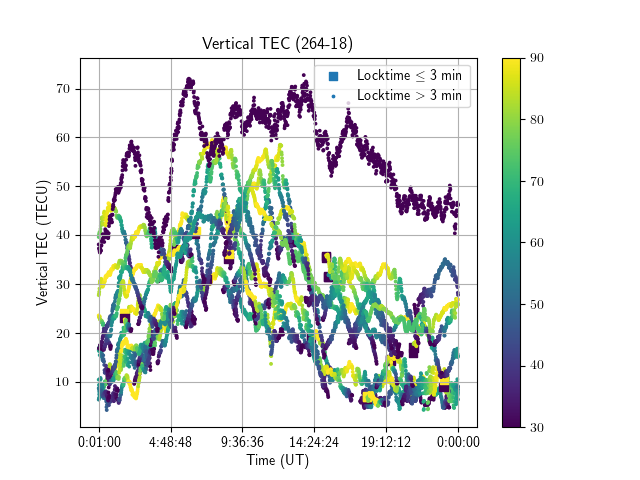 Vertical TEC (264-18)
Locktime ≤ 3 min
Locktime > 3 min
Vertical TEC (TECU)
70
60
50
40
30
20
10
0:01:00 4:48:48 9:36:36 14:24:24 19:12:12 0:00:00
Time (UT)
90
80
70
60
50
40
30